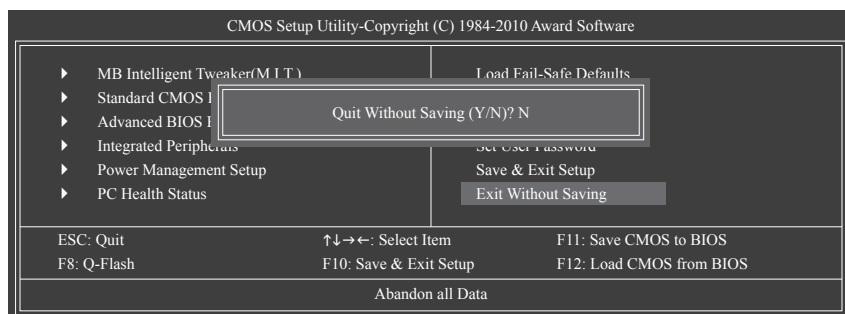 CMOS Setup Utility-Copyright (C) 1984-2010 Award Software
MB Intelligent Tweaker(M.I.T.)
Standard CMOS
Advanced BIOS
Integrated Peripherals
Power Management Setup
PC Health Status
Load Fail-Safe Defaults
Set User Password
Save & Exit Setup
Exit Without Saving
Quit Without Saving (Y/N)? N
ESC: Quit ↑↓→←: Select Item F11: Save CMOS to BIOS
F8: Q-Flash F10: Save & Exit Setup F12: Load CMOS from BIOS
Abandon all Data